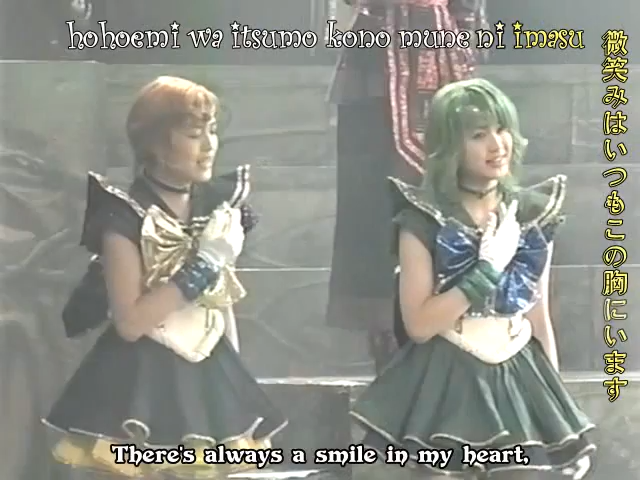 hohoemi wa itsumo kono mune ni imasu
微笑みはいつもこの胸にいます
There's always a smile in my heart,